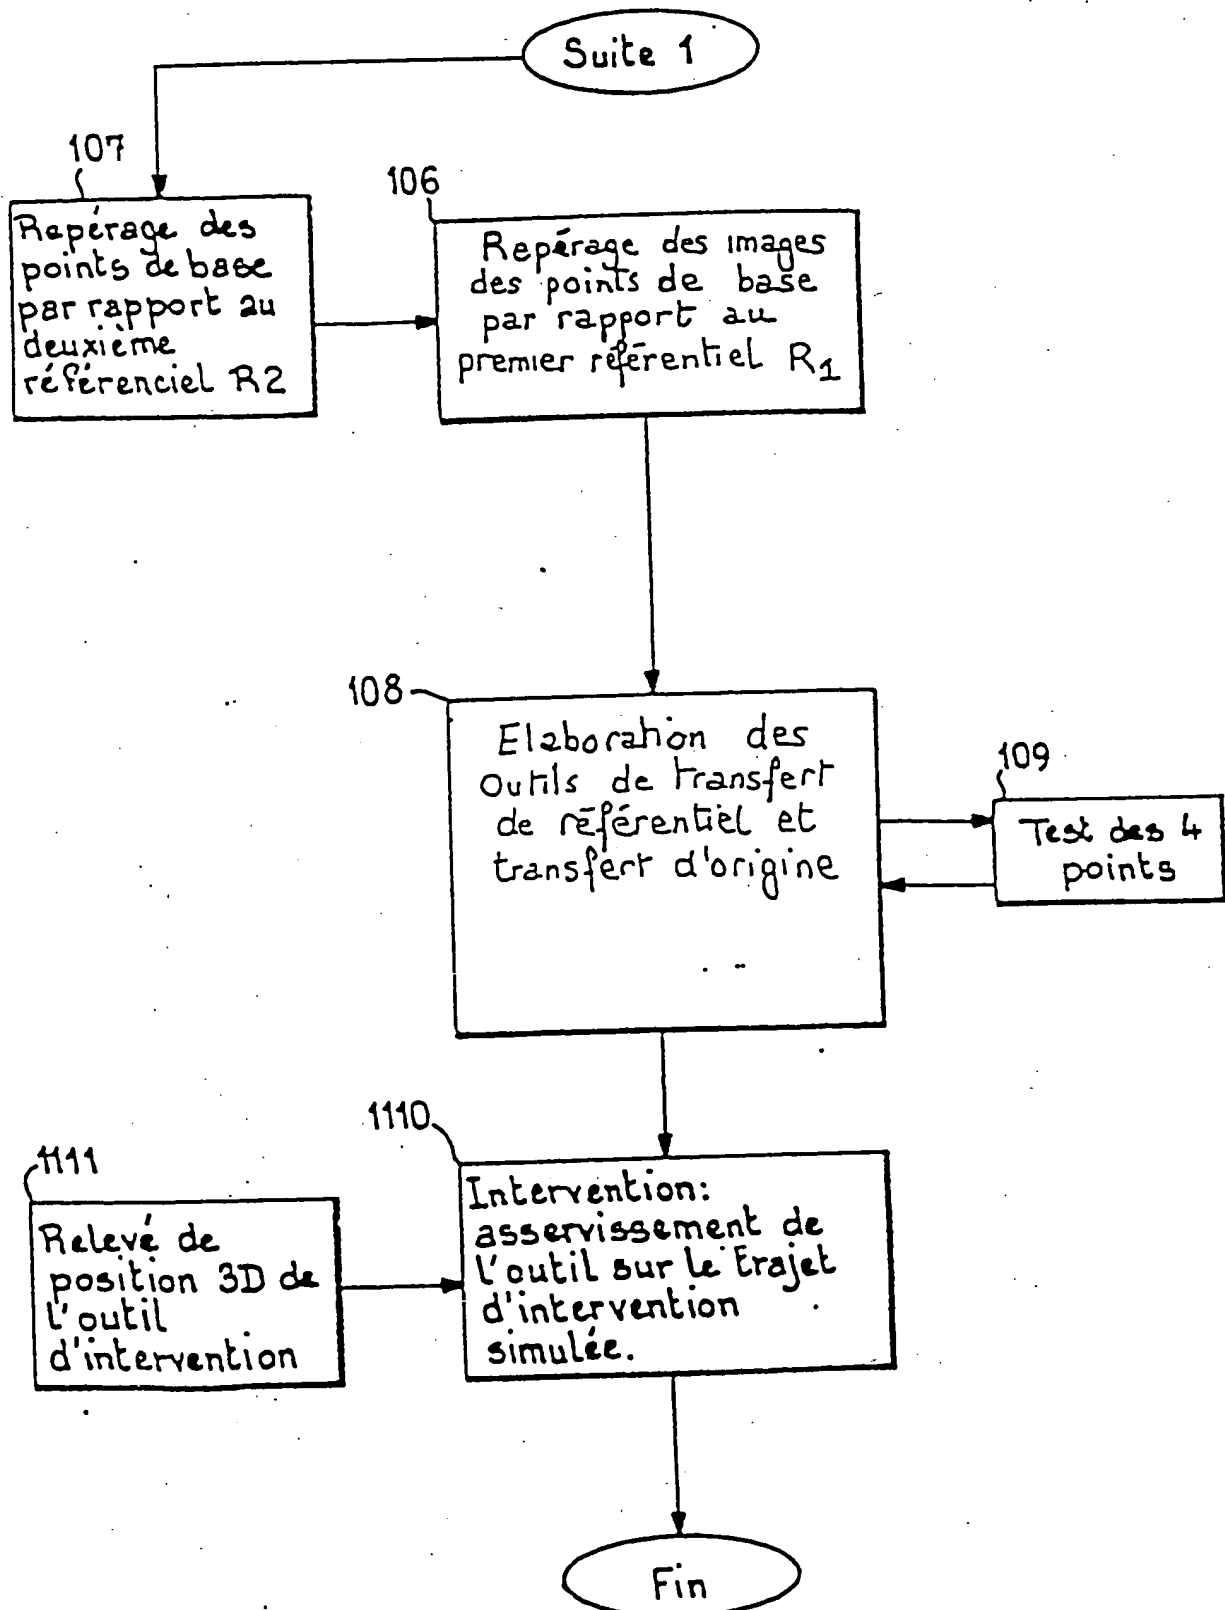 Suite 1
107
Repérage des
points de base
par rapport au
deuxième
référenciel R2
106
Repérage des images
des points de base
par rapport au
premier référentiel R1
108
Elaboration des
Outils de transfert
de référentiel et
transfert d'origine
109
Test des 4
points
1110
Intervention:
asservissement de
l'outil sur le trajet
d'intervention
simulée.
1111
Relevé de
position 3D de
l'outil
d'intervention
Fin